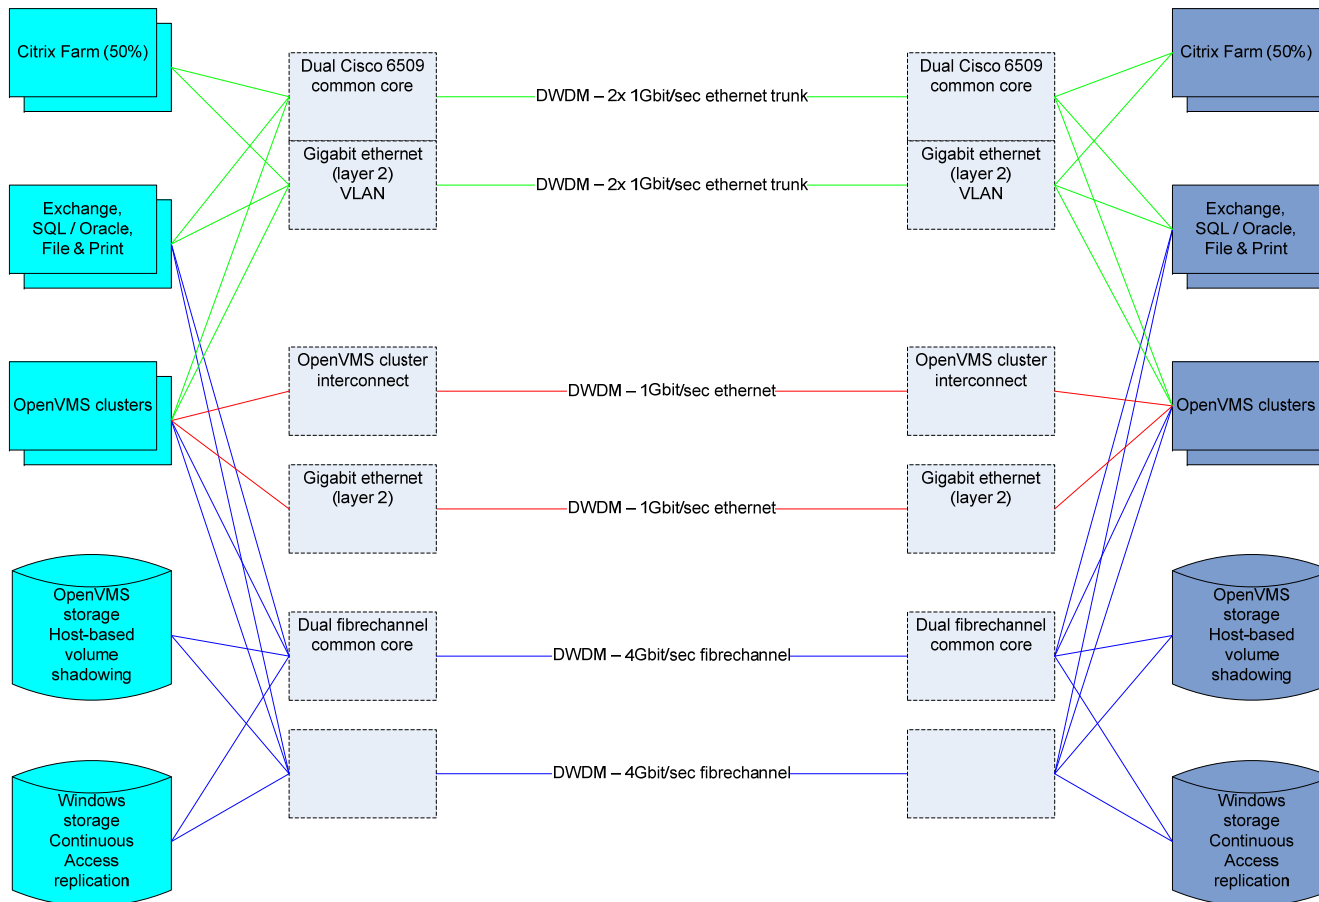 Citrix Farm (50%)
Dual Cisco 6509
common core
DWDM – 2x 1Gbit/sec ethernet trunk
Dual Cisco 6509
common core
Citrix Farm (50%)
Gigabit ethernet
(layer 2)
VLAN
DWDM – 2x 1Gbit/sec ethernet trunk
Gigabit ethernet
(layer 2)
VLAN
Exchange,
SQL / Oracle,
File & Print
Exchange,
SQL / Oracle,
File & Print
OpenVMS clusters
OpenVMS cluster
interconnect
DWDM – 1Gbit/sec ethernet
OpenVMS cluster
interconnect
OpenVMS clusters
Gigabit ethernet
(layer 2)
DWDM – 1Gbit/sec ethernet
Gigabit ethernet
(layer 2)
OpenVMS
storage
Host-based
volume
shadowing
Dual fibrechannel
common core
DWDM – 4Gbit/sec fibrechannel
Dual fibrechannel
common core
OpenVMS
storage
Host-based
volume
shadowing
DWDM – 4Gbit/sec fibrechannel
Windows
storage
Continuous
Access
replication
Windows
storage
Continuous
Access
replication